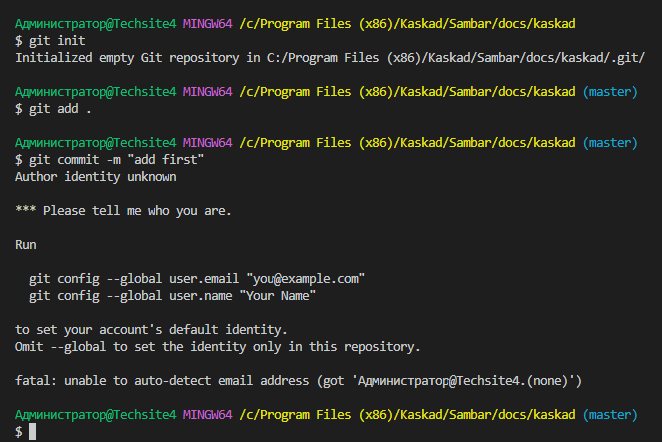 Администратор@Techsite4 MINGW64 /c/Program Files (x86)/Kaskad/Sambar/docs/kaskad
$ git init
Initialized empty Git repository in C:/Program Files (x86)/Kaskad/Sambar/docs/kaskad/.git/
Администратор@Techsite4 MINGW64 /c/Program Files (x86)/Kaskad/Sambar/docs/kaskad (master)
$ git add .
Администратор@Techsite4 MINGW64 /c/Program Files (x86)/Kaskad/Sambar/docs/kaskad (master)
$ git commit -m "add first"
Author identity unknown
*** Please tell me who you are.
Run
git config --global user.email "you@example.com"
git config --global user.name "Your Name"
to set your account's default identity.
Omit --global to set the identity only in this repository.
fatal: unable to auto-detect email address (got 'Администратор@Techsite4.(none)')
Администратор@Techsite4 MINGW64 /c/Program Files (x86)/Kaskad/Sambar/docs/kaskad (master)
$